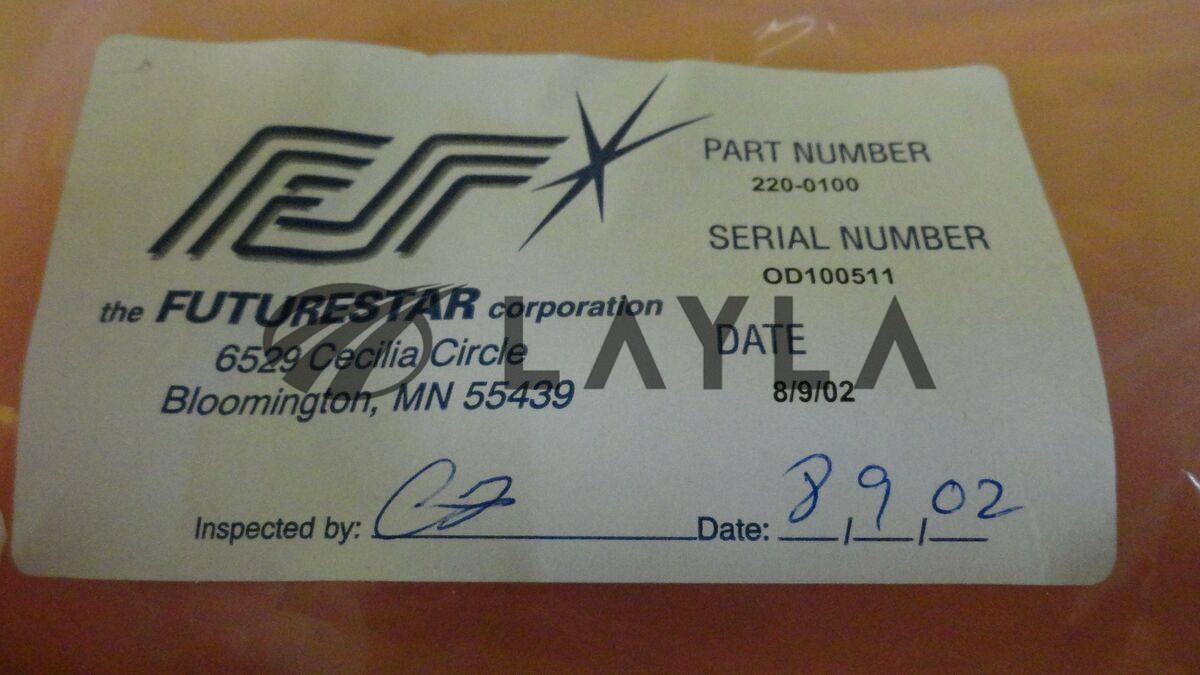 PART NUMBER
220-0100
SERIAL NUMBER
OD100511
the FUTURESTAR corporation
6529 Cecilia Circle
Bloomington, MN 55439
LAYLA
DATE
8/9/02
Inspected by:
Date: 8/9/02